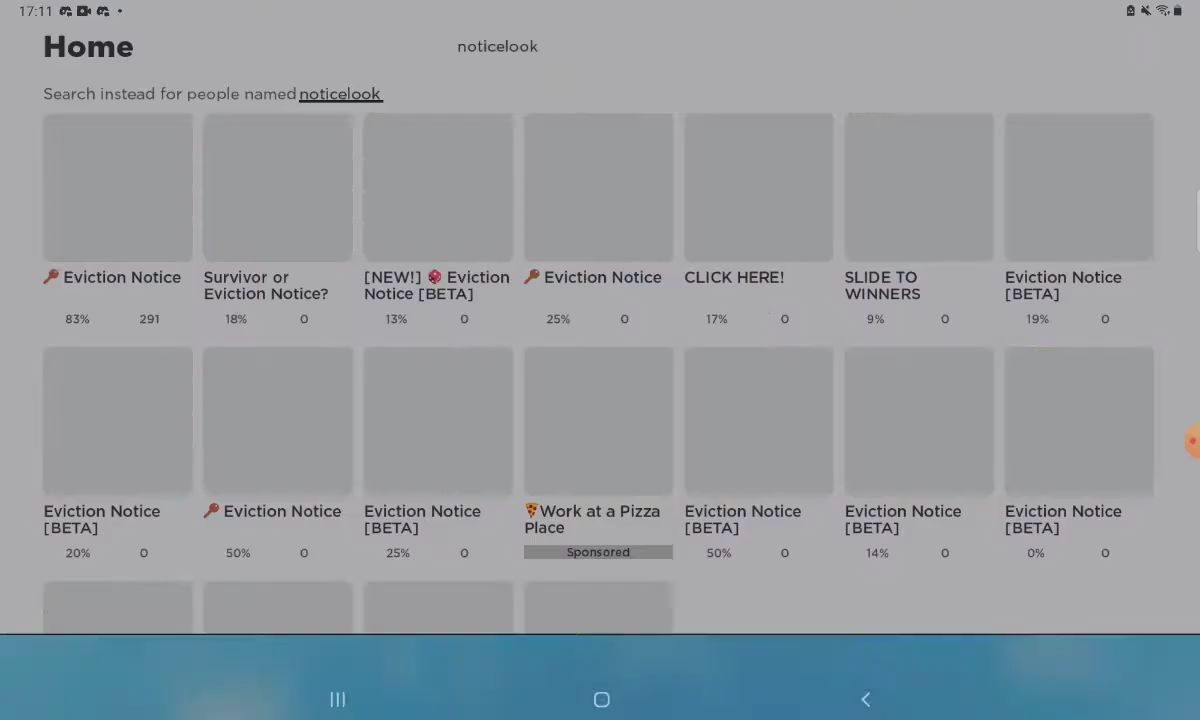 17:11
Home
noticelook
Search instead for people named noticelook
Eviction Notice
83% 291
Survivor or
Eviction Notice?
18% 0
[NEW!] Eviction
Notice [BETA]
13% 0
Eviction Notice
25% 0
CLICK HERE!
17% 0
SLIDE TO
WINNERS
9% 0
Eviction Notice
[BETA]
19% 0
Eviction Notice
[BETA]
20% 0
Eviction Notice
50% 0
Eviction Notice
[BETA]
25% 0
Work at a Pizza
Place
Sponsored
Eviction Notice
[BETA]
50% 0
Eviction Notice
[BETA]
14% 0
Eviction Notice
[BETA]
0% 0